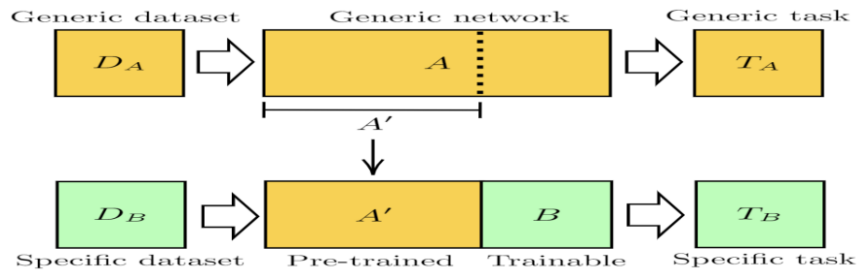 Generic dataset Generic network Generic task
D_A A T_A
A′
D_B A′ B T_B
Specific dataset Pre-trained Trainable Specific task